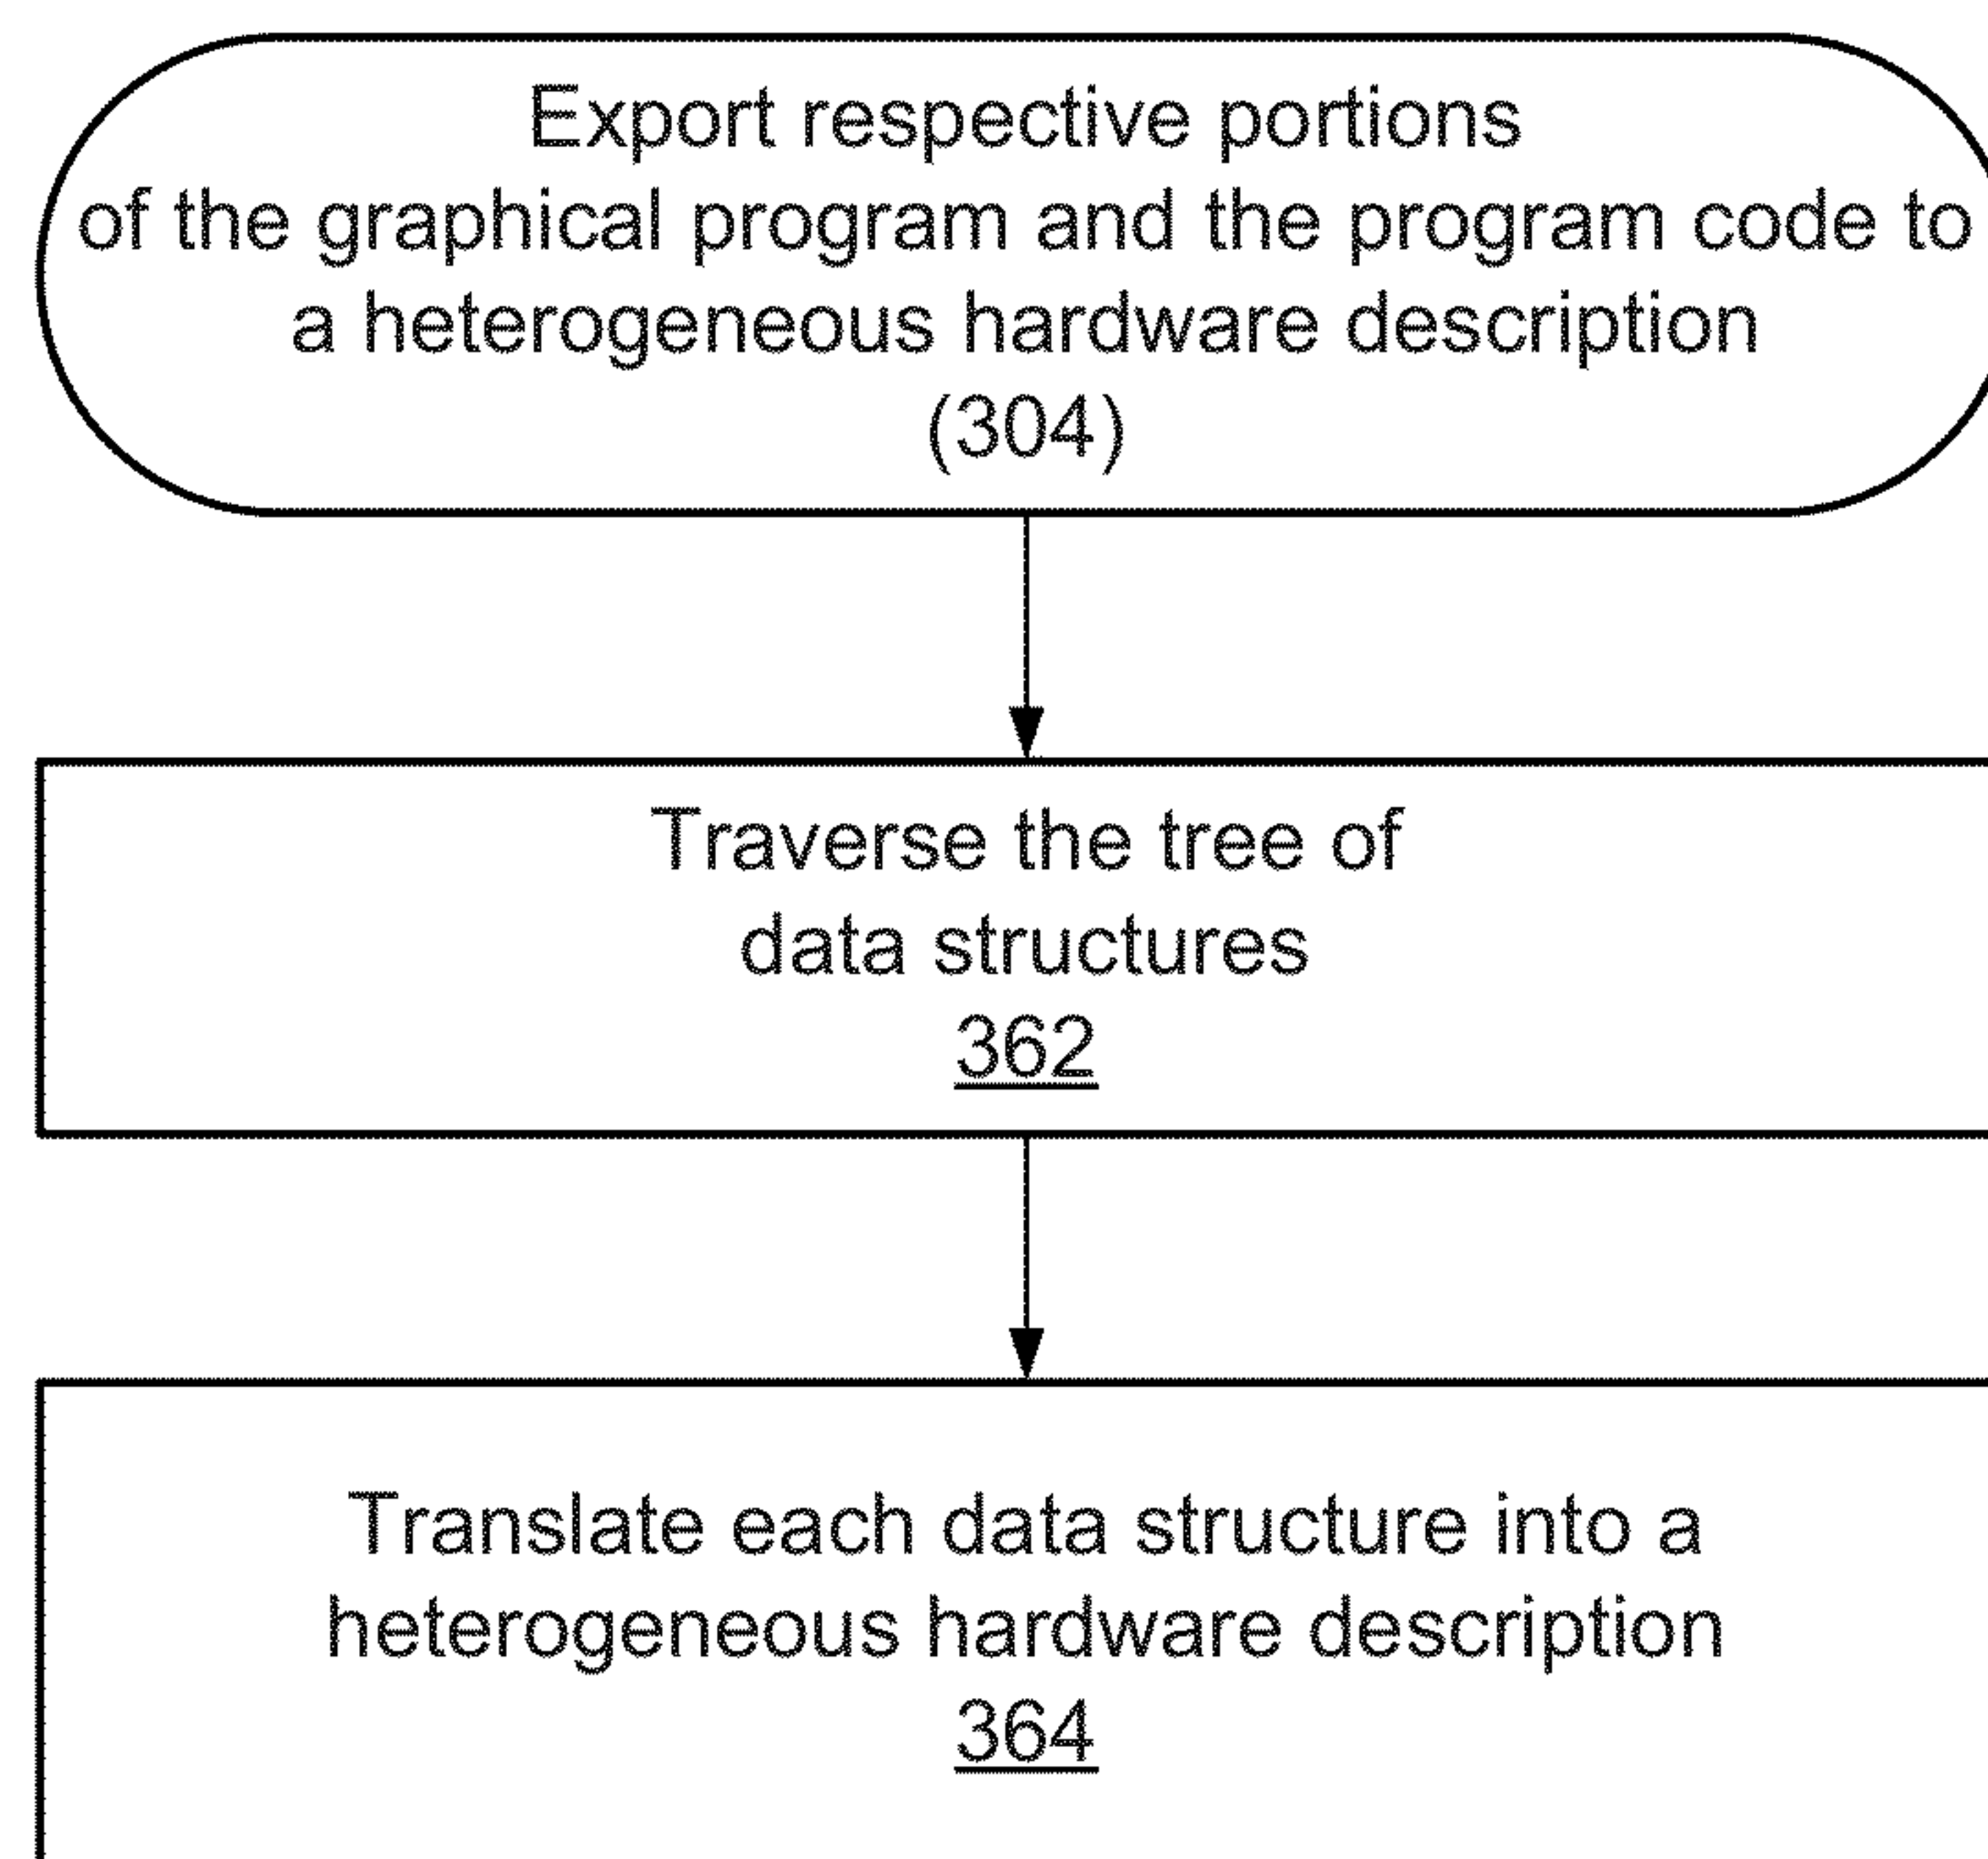 Export respective portions
of the graphical program and the program code to
a heterogeneous hardware description
(304)
Traverse the tree of
data structures
362
Translate each data structure into a
heterogeneous hardware description
364